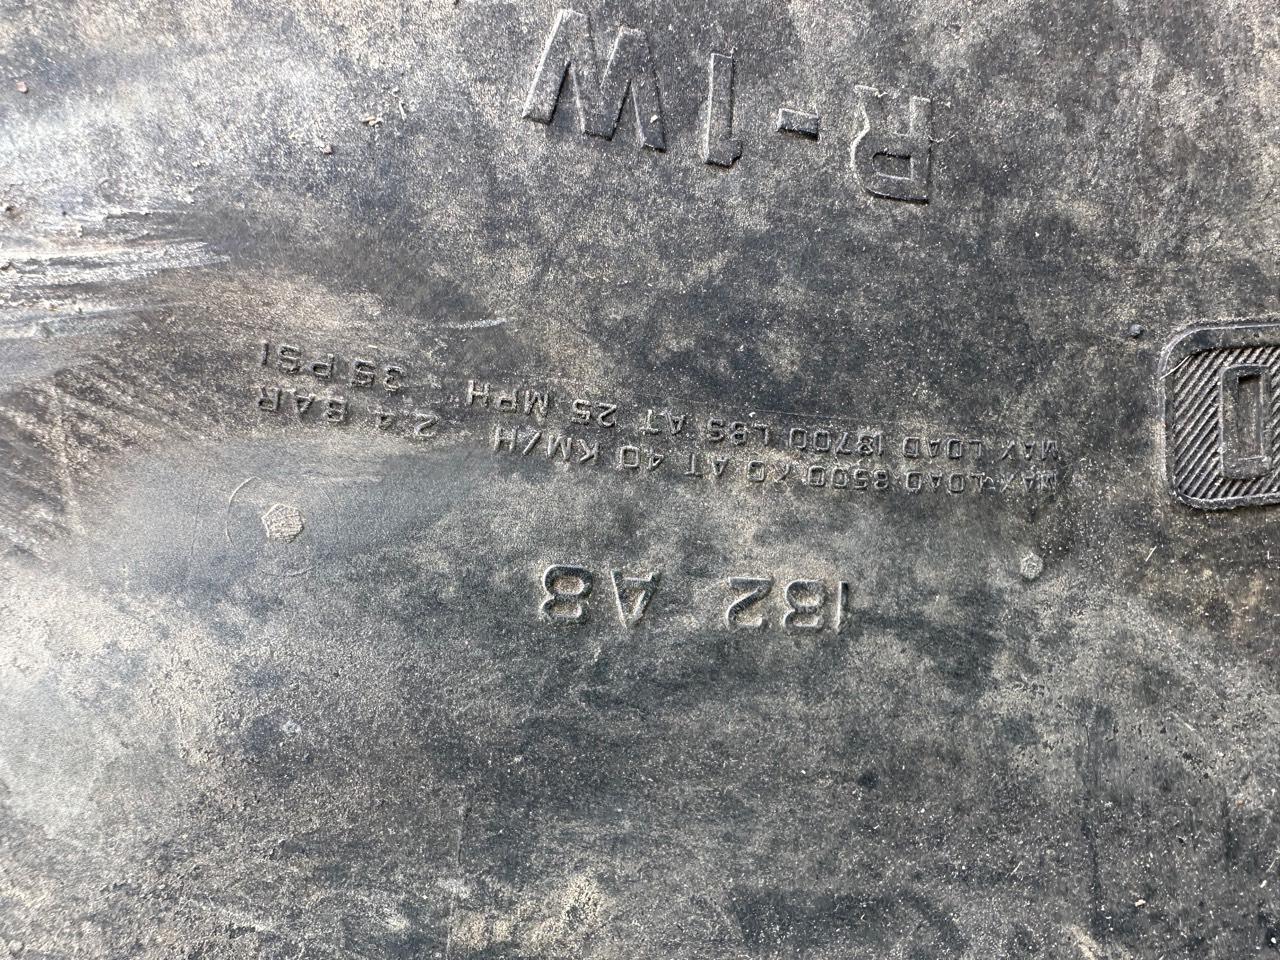 182 A8
MAX LOAD 8500 KG AT 40 KM/H 2.4 BAR
MAX LOAD 18700 LBS AT 25 MPH 35 PSI
R-1W